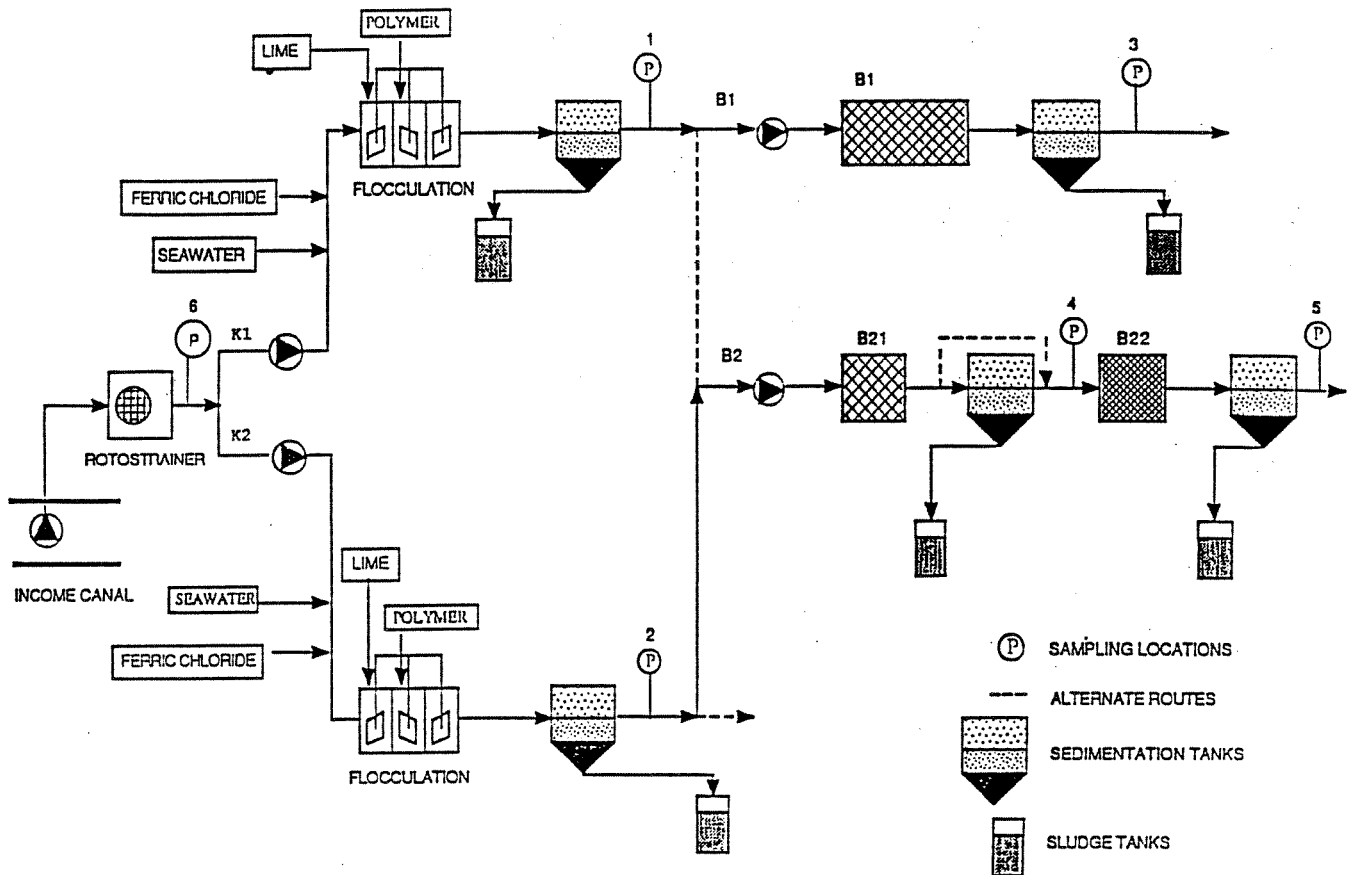 POLYMER
LIME
1
P
3
P
B1
B1
FLOCCULATION
FERRIC CHLORIDE
SEAWATER
6
P
K1
4
P
5
P
B2
B21
B22
K2
ROTOSTRAINER
INCOME CANAL
LIME
SEAWATER
POLYMER
FERRIC CHLORIDE
2
P
FLOCCULATION
P SAMPLING LOCATIONS
ALTERNATE ROUTES
SEDIMENTATION TANKS
SLUDGE TANKS